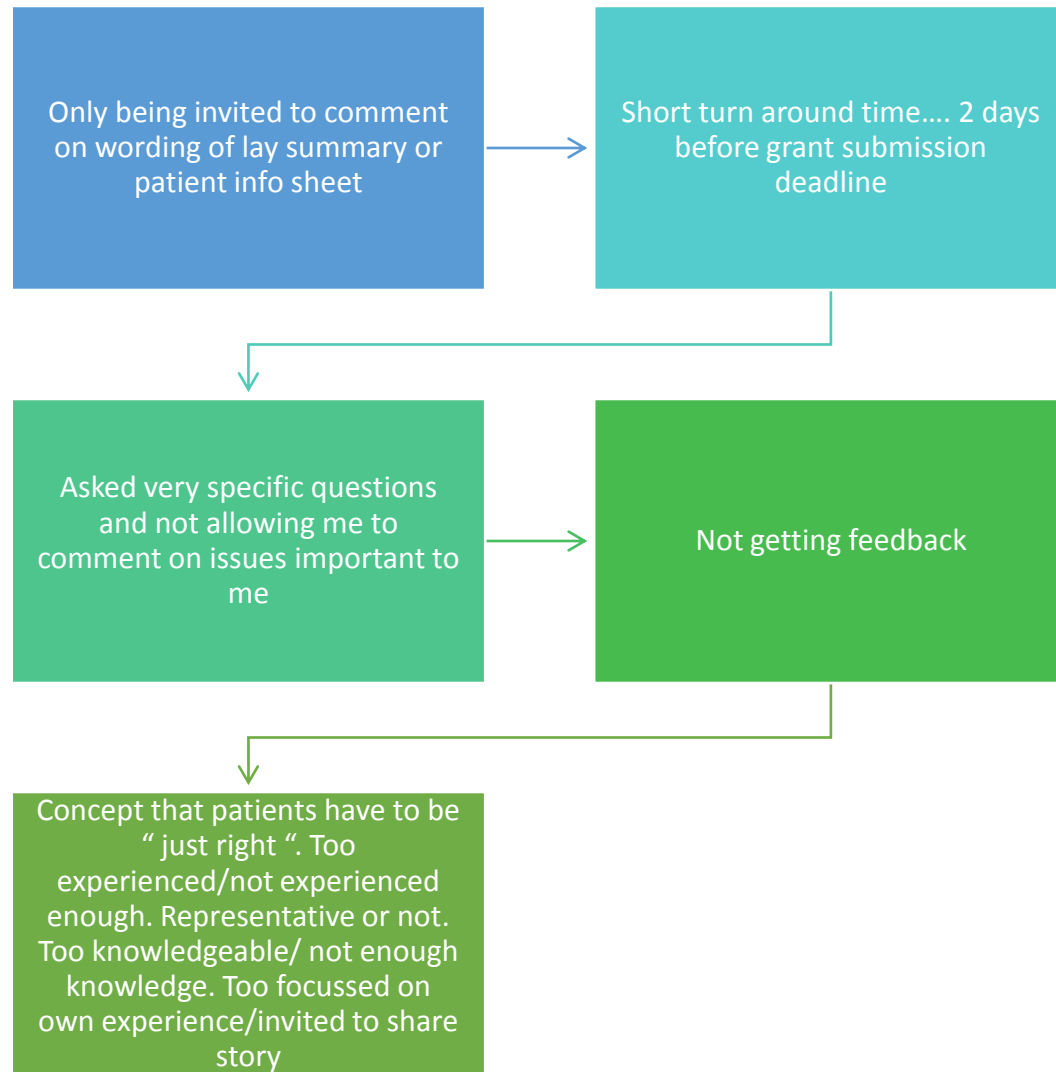 Only being invited to comment
on wording of lay summary or
patient info sheet
Short turn around time.... 2 days
before grant submission
deadline
Asked very specific questions
and not allowing me to
comment on issues important to
me
Not getting feedback
Concept that patients have to be
“ just right “. Too
experienced/not experienced
enough. Representative or not.
Too knowledgeable/ not enough
knowledge. Too focussed on
own experience/invited to share
story